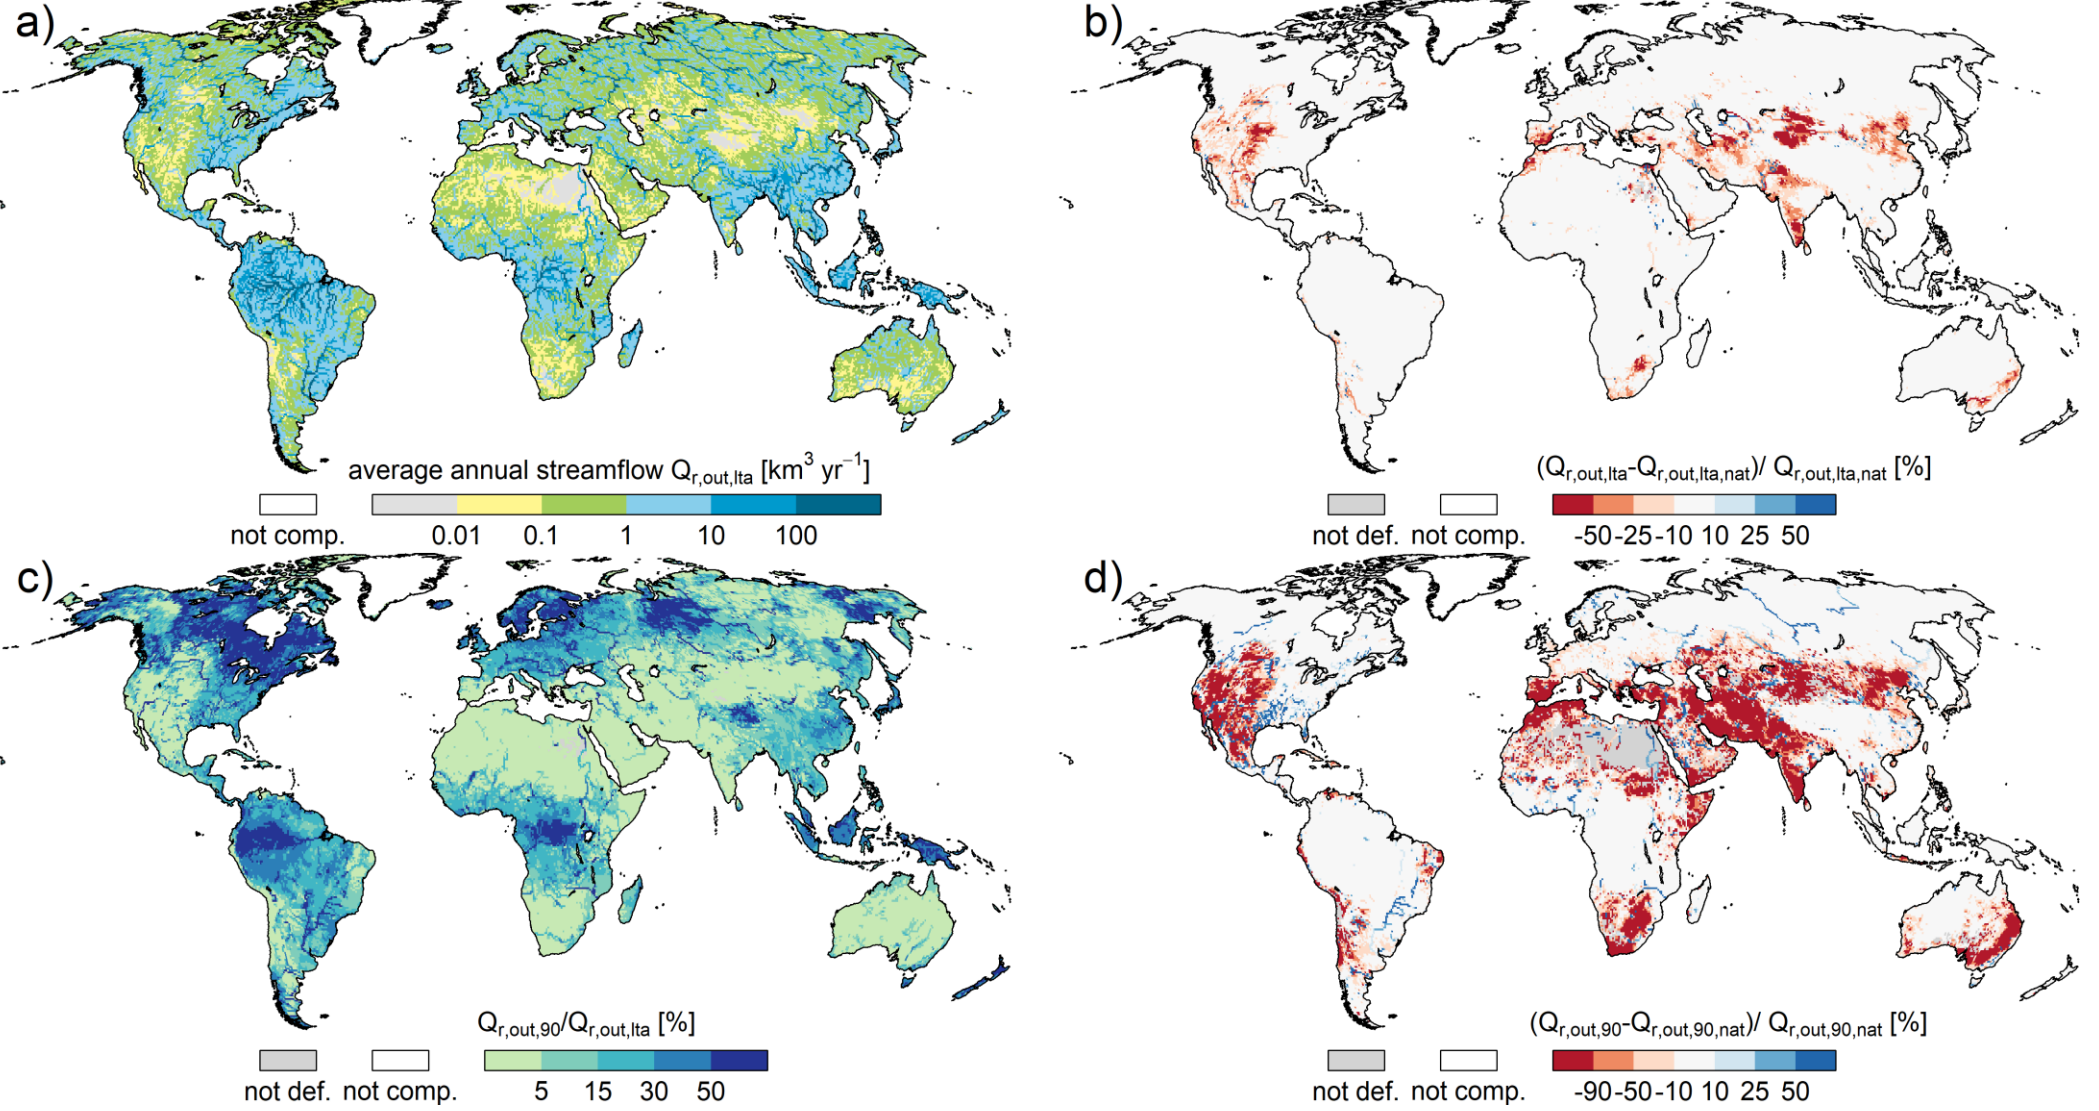 a)
average annual streamflow Qr,out,lta [km³ yr⁻¹]
not comp.
0.01 0.1 1 10 100
b)
(Qr,out,lta-Qr,out,lta,nat)/ Qr,out,lta,nat [%]
not def. not comp.
-50 -25 -10 10 25 50
c)
Qr,out,90/Qr,out,lta [%]
not def. not comp.
5 15 30 50
d)
(Qr,out,90-Qr,out,90,nat)/ Qr,out,90,nat [%]
not def. not comp.
-90 -50 -10 10 25 50